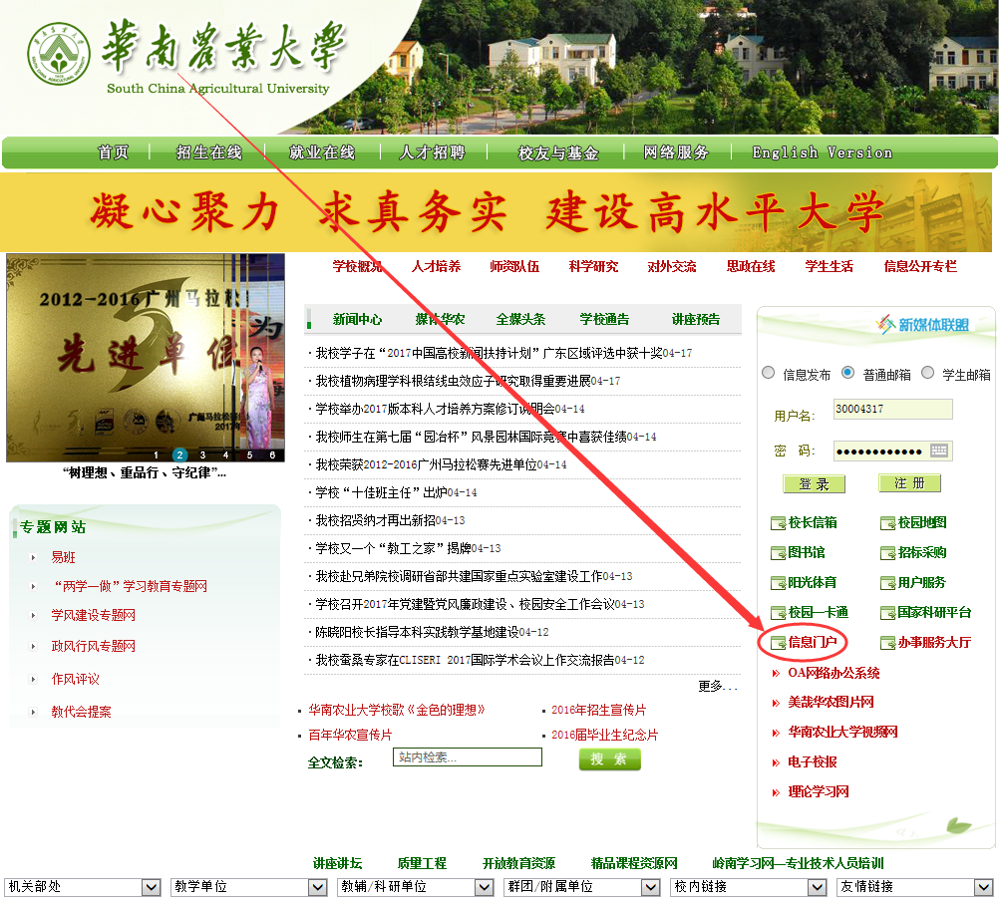 華南農業大學
South China Agricultural University
首页 招生在线 就业在线 人才招聘 校友与基金 网络服务 English Version
凝心聚力 求真务实 建设高水平大学
学校概况 人才培养 师资队伍 科学研究 对外交流 思政在线 学生生活 信息公开专栏
2012-2016广州马拉松
先进单位
为
广州马拉松
2017年
1 2 3 4 5 6
“树理想、重品行、守纪律”...
专题网站
易班
“两学一做”学习教育专题网
学风建设专题网
政风行风专题网
作风评议
教代会提案
新闻中心 媒体华农 全媒头条 学校通告 讲座预告
· 我校学子在“2017中国高校新闻扶持计划”广东区域评选中获十奖04-17
· 我校植物病理学科根结线虫效应子研究取得重要进展04-17
· 学校举办2017版本科人才培养方案修订说明会04-14
· 我校师生在第七届“园冶杯”风景园林国际竞赛中喜获佳绩04-14
· 我校荣获2012-2016广州马拉松赛先进单位04-14
· 学校“十佳班主任”出炉04-14
· 我校招贤纳才再出新招04-13
· 学校又一个“教工之家”揭牌04-13
· 我校赴兄弟院校调研省部共建国家重点实验室建设工作04-13
· 学校召开2017年党建暨党风廉政建设、校园安全工作会议04-13
· 陈晓阳校长指导本科实践教学基地建设04-12
· 我校蚕桑专家在CLISERI 2017国际学术会议上作交流报告04-12
更多...
华南农业大学校歌《金色的理想》 2016年招生宣传片
百年华农宣传片 2016届毕业生纪念片
全文检索： 站内检索... 搜 索
新媒体联盟
信息发布 普通邮箱 学生邮箱
用户名: 30004317
密 码: ●●●●●●●●●●●●
登 录 注 册
校长信箱 校园地图
图书馆 招标采购
阳光体育 用户服务
校园一卡通 国家科研平台
信息门户 办事服务大厅
OA网络办公系统
美哉华农图片网
华南农业大学视频网
电子校报
理论学习网
讲座讲坛 质量工程 开放教育资源 精品课程资源网 岭南学习网—专业技术人员培训
机关部处 教学单位 教辅/科研单位 群团/附属单位 校内链接 友情链接